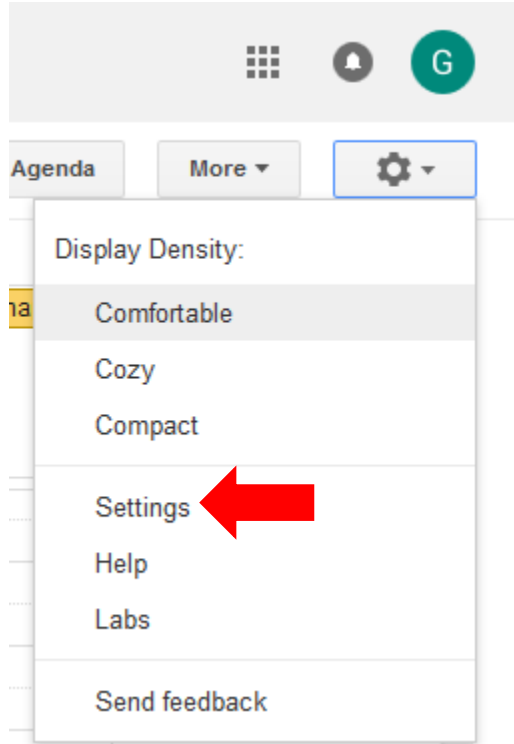 G
Agenda More
Display Density:
Comfortable
Cozy
Compact
Settings
Help
Labs
Send feedback